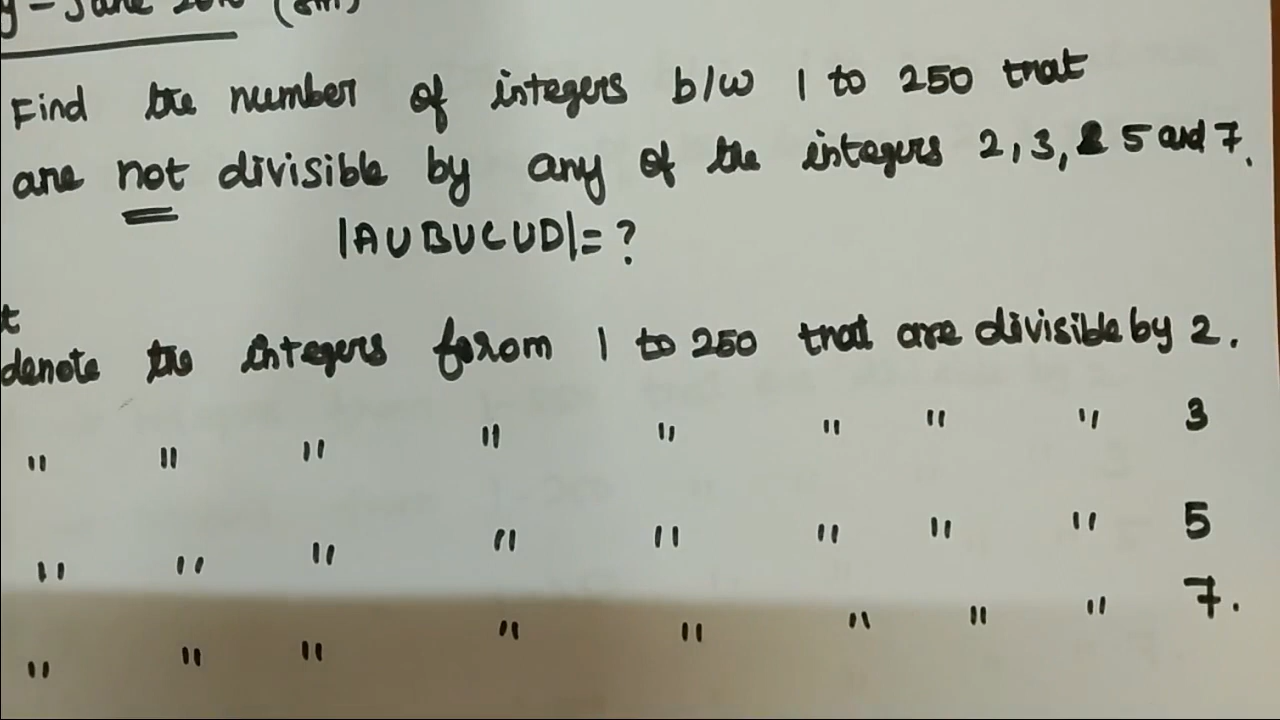 Find the number of integers b/w 1 to 250 that
are not divisible by any of the integers 2, 3, 5 and 7.
|AUBUCUD| = ?
t
denote the integers from 1 to 250 that are divisible by 2.
" " " " " " " " 3
" " " " " " " " 5
" " " " " " " " 7.